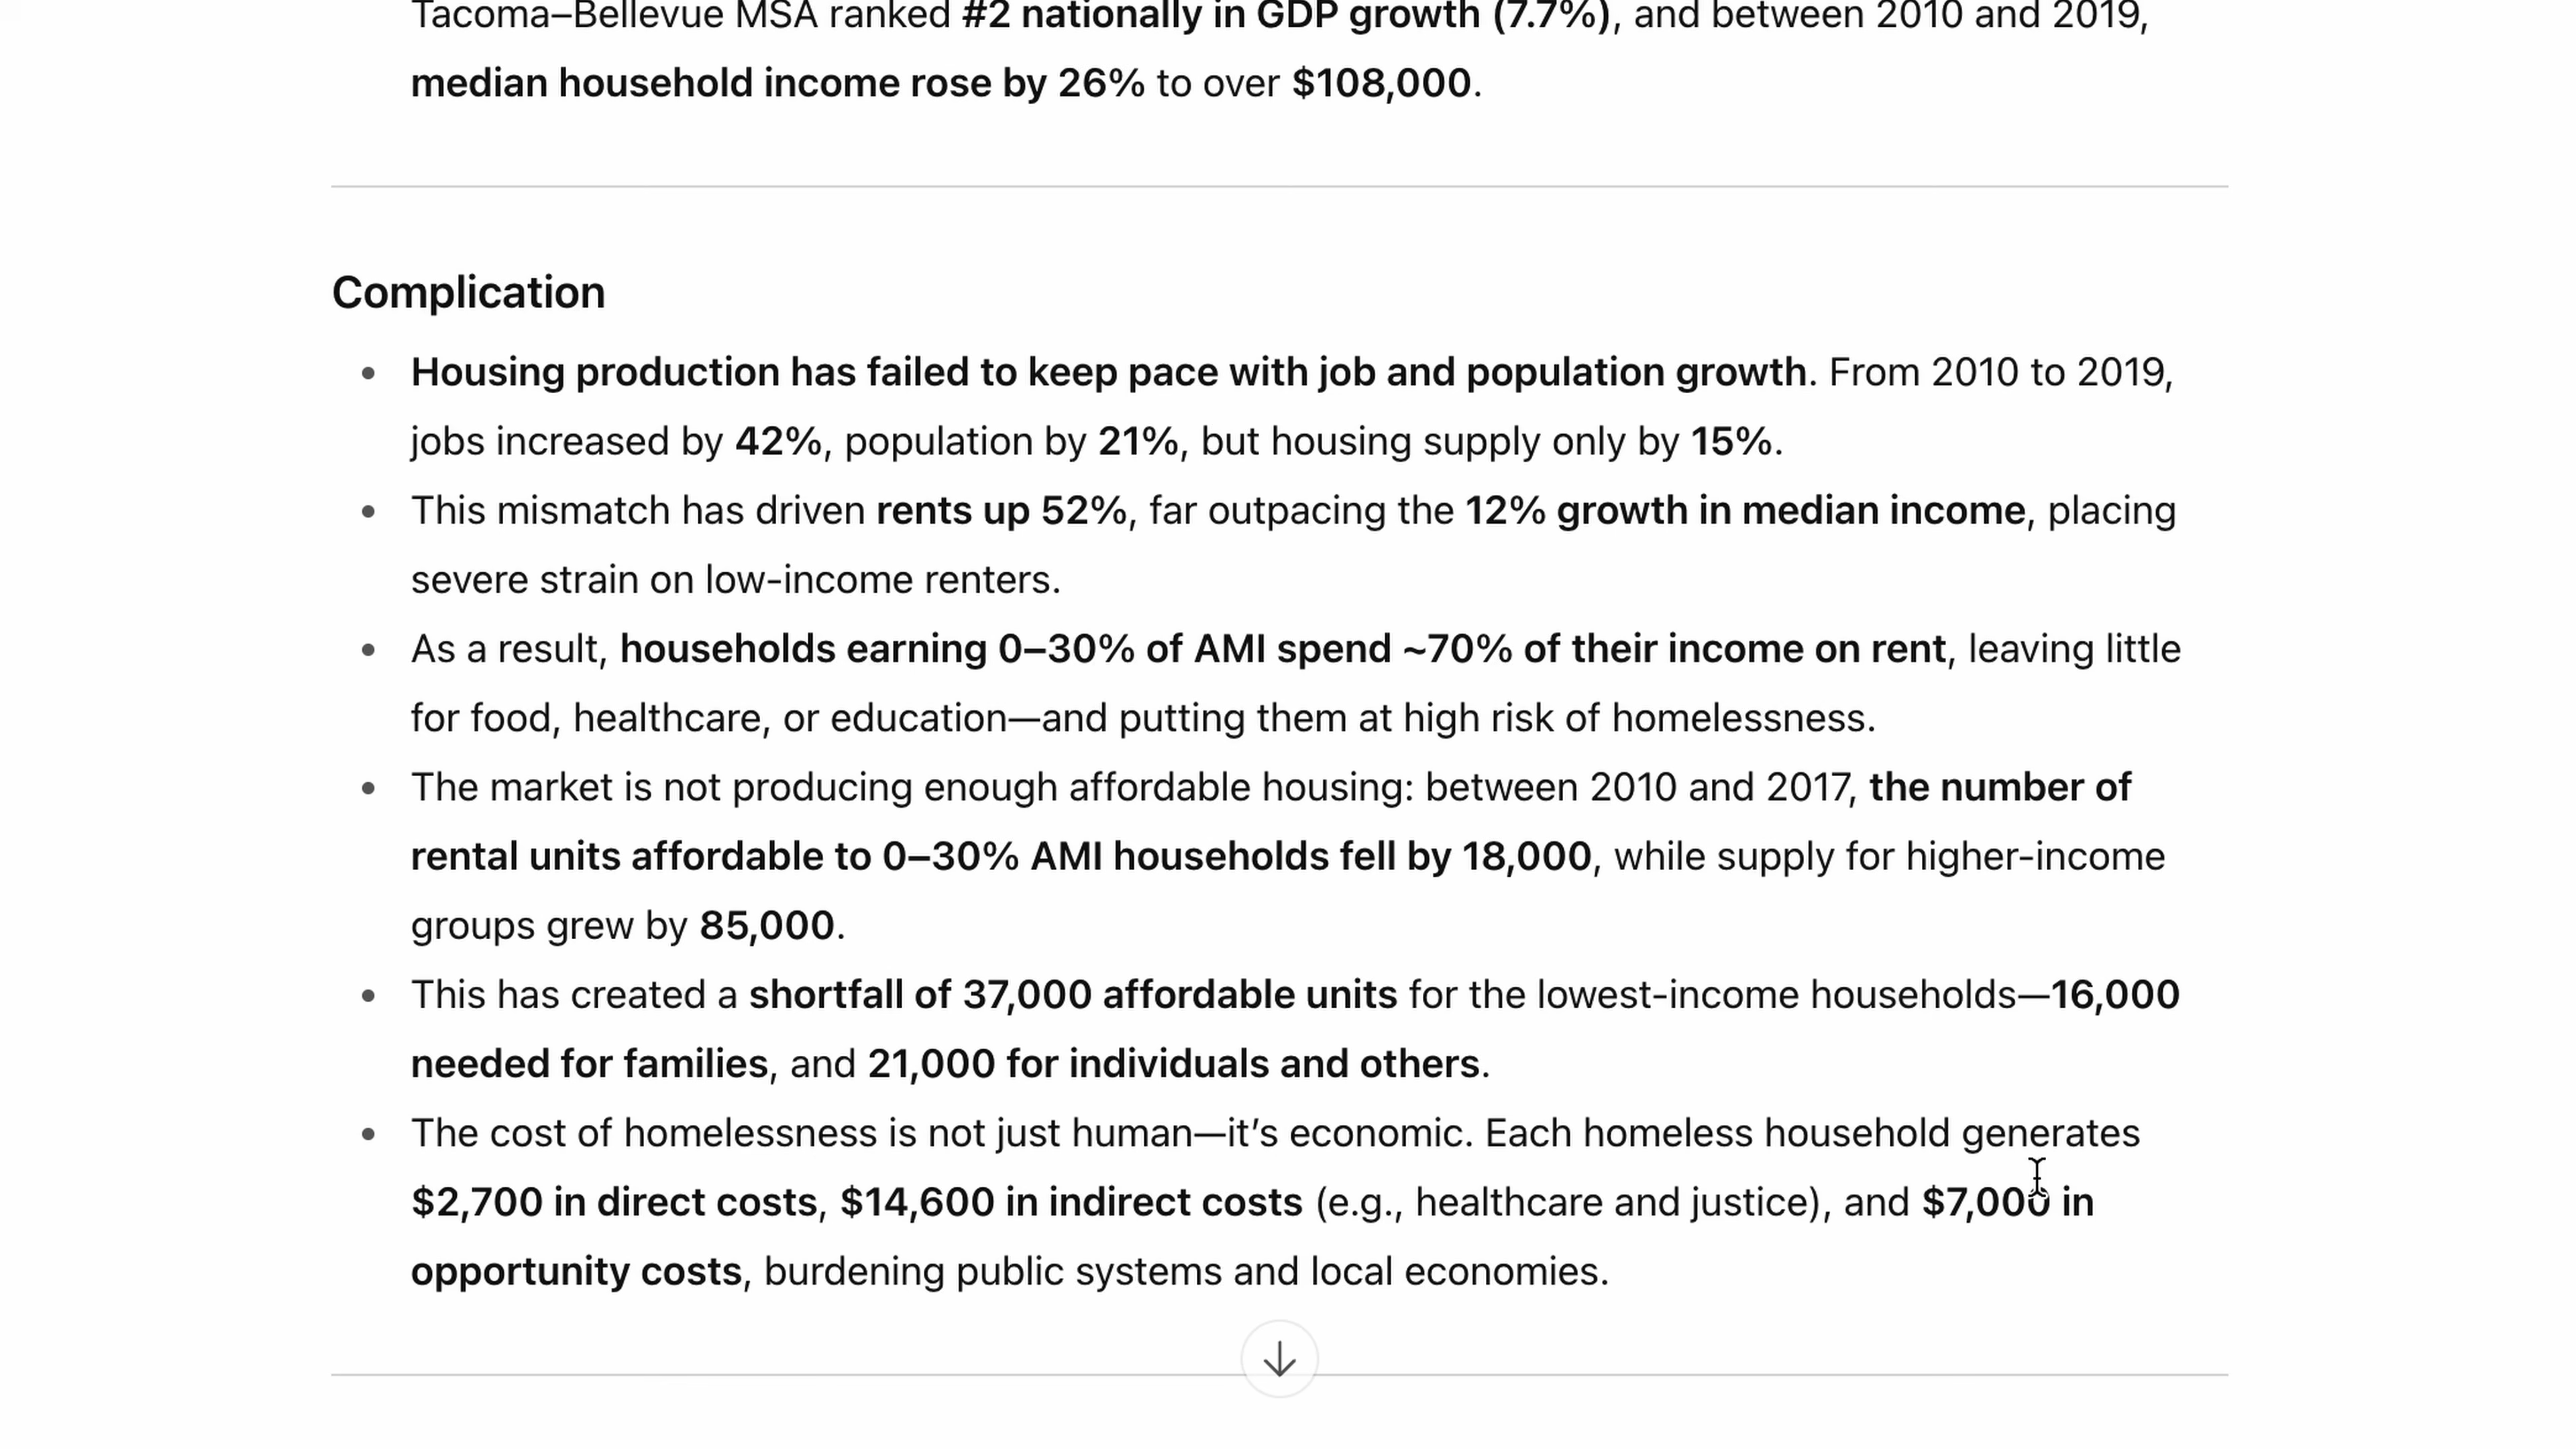 Tacoma–Bellevue MSA ranked #2 nationally in GDP growth (7.7%), and between 2010 and 2019,
median household income rose by 26% to over $108,000.
Complication
• Housing production has failed to keep pace with job and population growth. From 2010 to 2019,
jobs increased by 42%, population by 21%, but housing supply only by 15%.
• This mismatch has driven rents up 52%, far outpacing the 12% growth in median income, placing
severe strain on low-income renters.
• As a result, households earning 0–30% of AMI spend ~70% of their income on rent, leaving little
for food, healthcare, or education—and putting them at high risk of homelessness.
• The market is not producing enough affordable housing: between 2010 and 2017, the number of
rental units affordable to 0–30% AMI households fell by 18,000, while supply for higher-income
groups grew by 85,000.
• This has created a shortfall of 37,000 affordable units for the lowest-income households—16,000
needed for families, and 21,000 for individuals and others.
• The cost of homelessness is not just human—it’s economic. Each homeless household generates
$2,700 in direct costs, $14,600 in indirect costs (e.g., healthcare and justice), and $7,000 in
opportunity costs, burdening public systems and local economies.